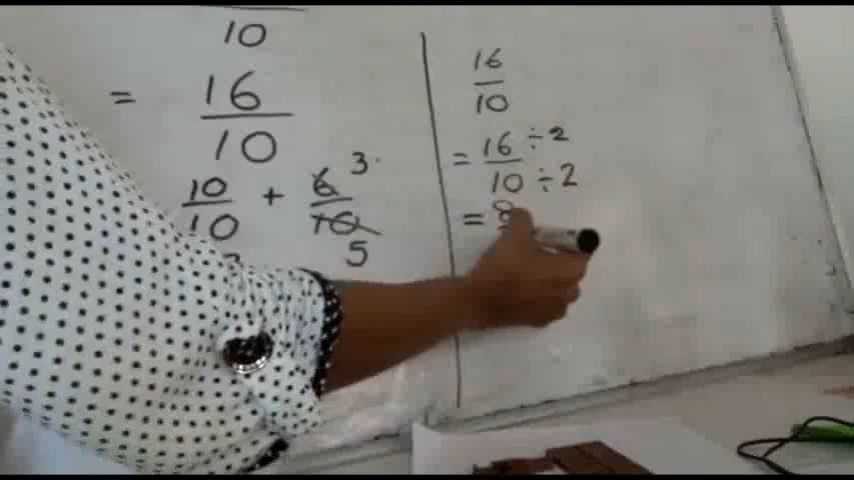 10
= 16
10
10 + 6 3
10 10
5
16
10
= 16 ÷ 2
10 ÷ 2
= 8